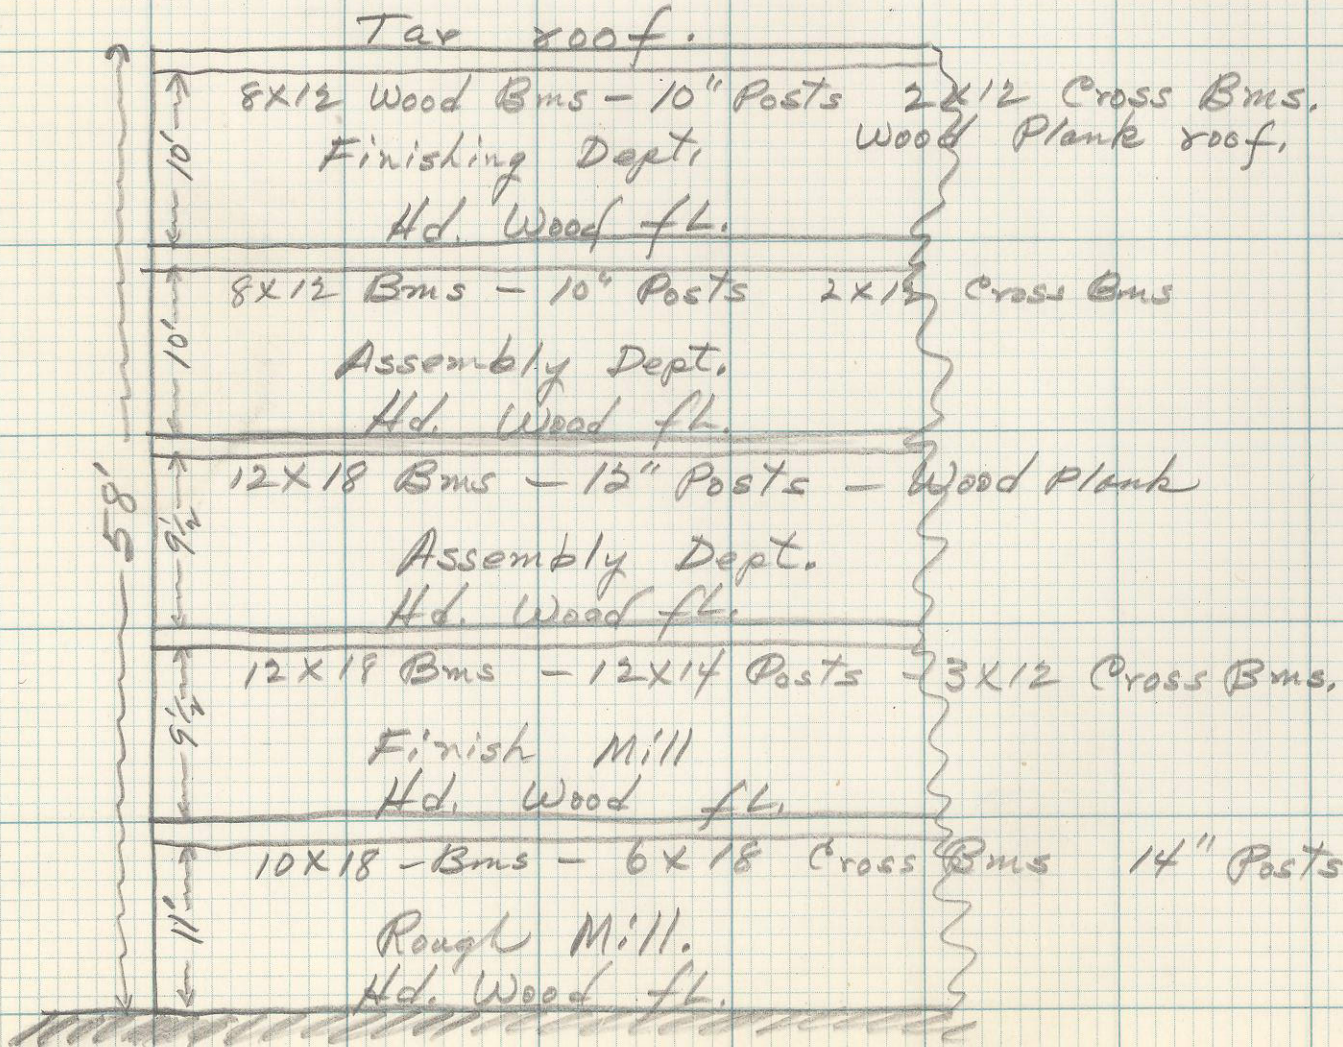 Tar roof.
8X12 Wood Bms - 10" Posts 2X12 Cross Bms.
Wood Plank roof.
10'
Finishing Dept.
Hd. Wood fL.
8X12 Bms - 10" Posts 2X12 Cross Bms
10'
Assembly Dept.
Hd. Wood fL.
58'
12X18 Bms - 12" Posts - Wood Plank
9½'
Assembly Dept.
Hd. Wood fL.
12X18 Bms - 12X14 Posts - 3X12 Cross Bms.
9½'
Finish Mill
Hd. Wood fL.
10X18 - Bms - 6X18 Cross Bms 14" Posts
11'
Rough Mill.
Hd. Wood fL.